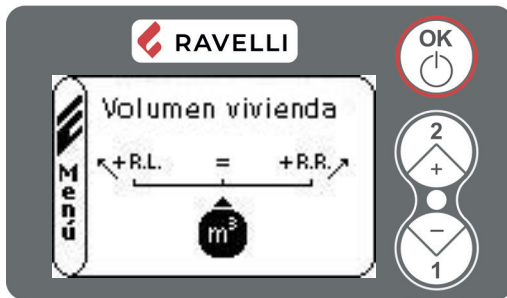 RAVELLI
OK
Volumen vivienda
+R.L. = +R.R.
m³
Menú
2
+
−
1